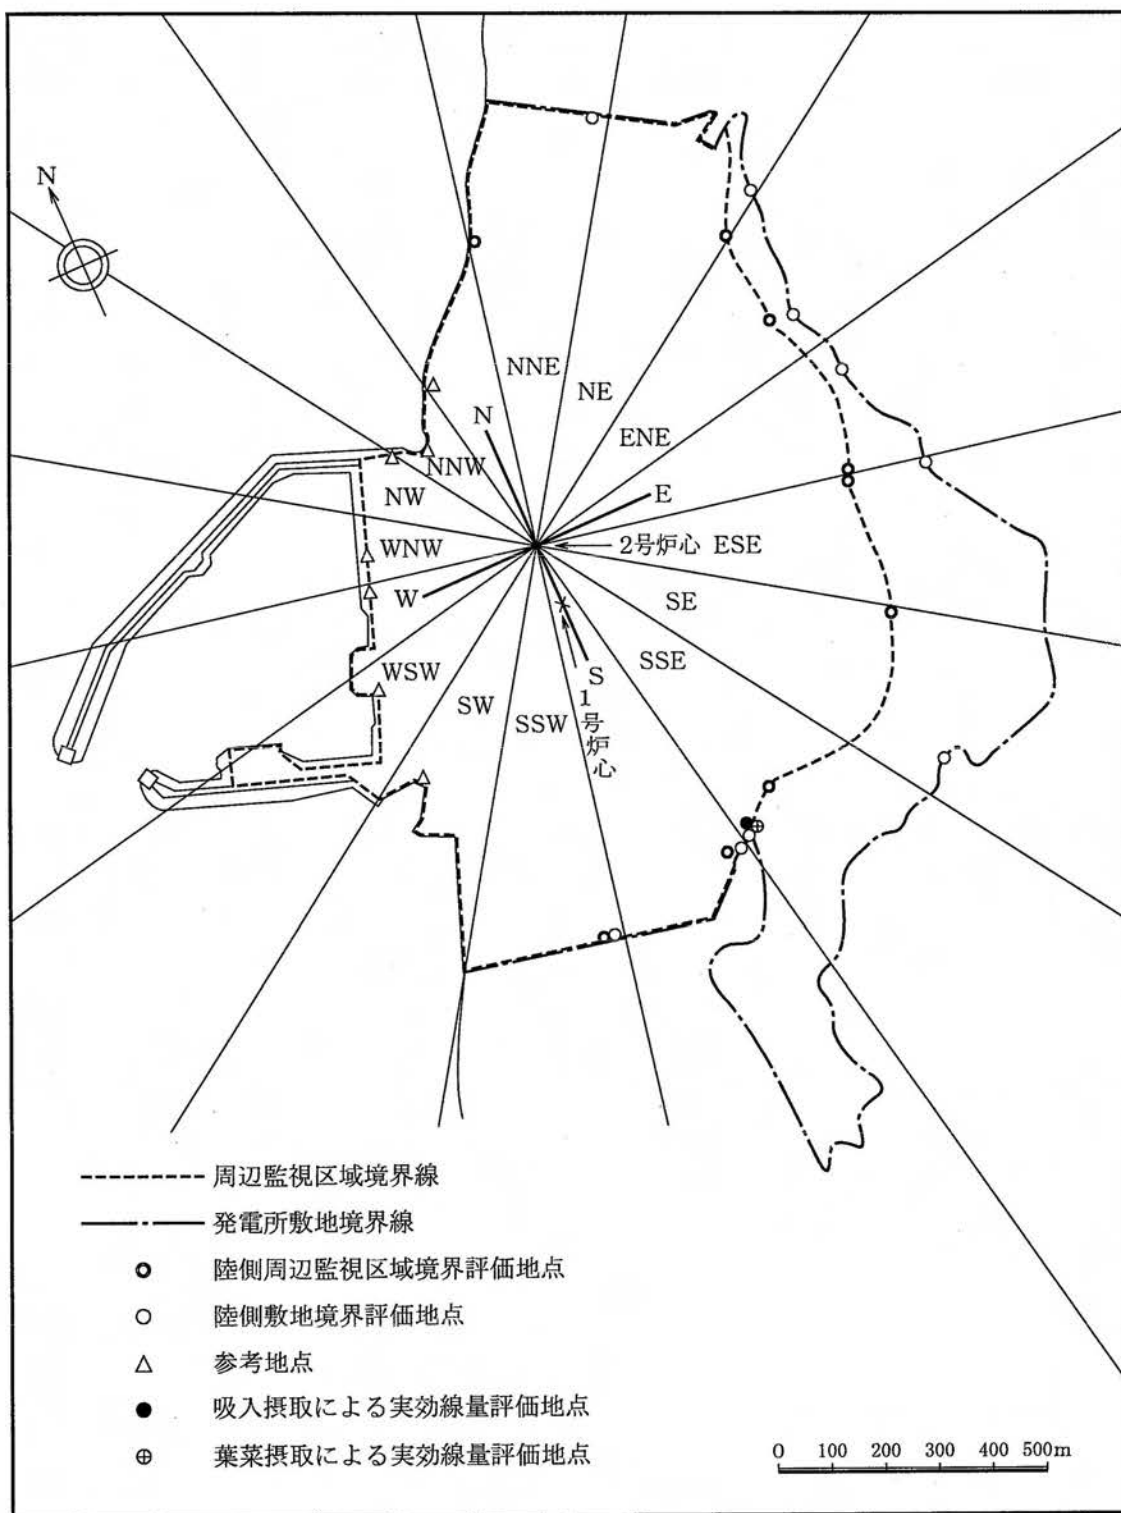 N
NNE
NE
N
ENE
NNW
NW
E
WNW
2号炉心 ESE
W
SE
SSE
WSW
S
SW
SSW
1号炉心
周辺監視区域境界線
発電所敷地境界線
陸側周辺監視区域境界評価地点
陸側敷地境界評価地点
参考地点
吸入摂取による実効線量評価地点
葉菜摂取による実効線量評価地点
0 100 200 300 400 500m